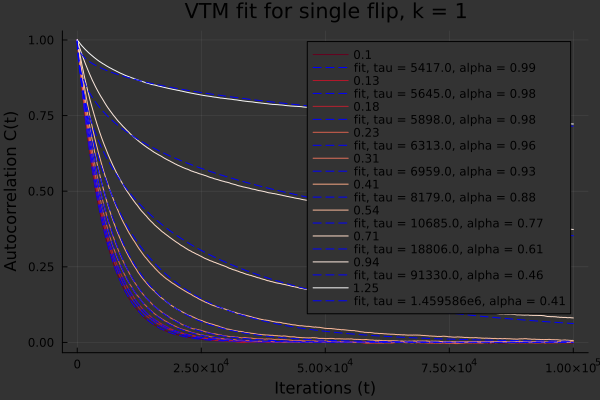 VTM fit for single flip, k = 1
1.00
0.75
0.50
0.25
0.00
Autocorrelation C(t)
0.1
fit, tau = 5417.0, alpha = 0.99
0.13
fit, tau = 5645.0, alpha = 0.98
0.18
fit, tau = 5898.0, alpha = 0.98
0.23
fit, tau = 6313.0, alpha = 0.96
0.31
fit, tau = 6959.0, alpha = 0.93
0.41
fit, tau = 8179.0, alpha = 0.88
0.54
fit, tau = 10685.0, alpha = 0.77
0.71
fit, tau = 18806.0, alpha = 0.61
0.94
fit, tau = 91330.0, alpha = 0.46
1.25
fit, tau = 1.459586e6, alpha = 0.41
0 2.50×10⁴ 5.00×10⁴ 7.50×10⁴ 1.00×10⁵
Iterations (t)